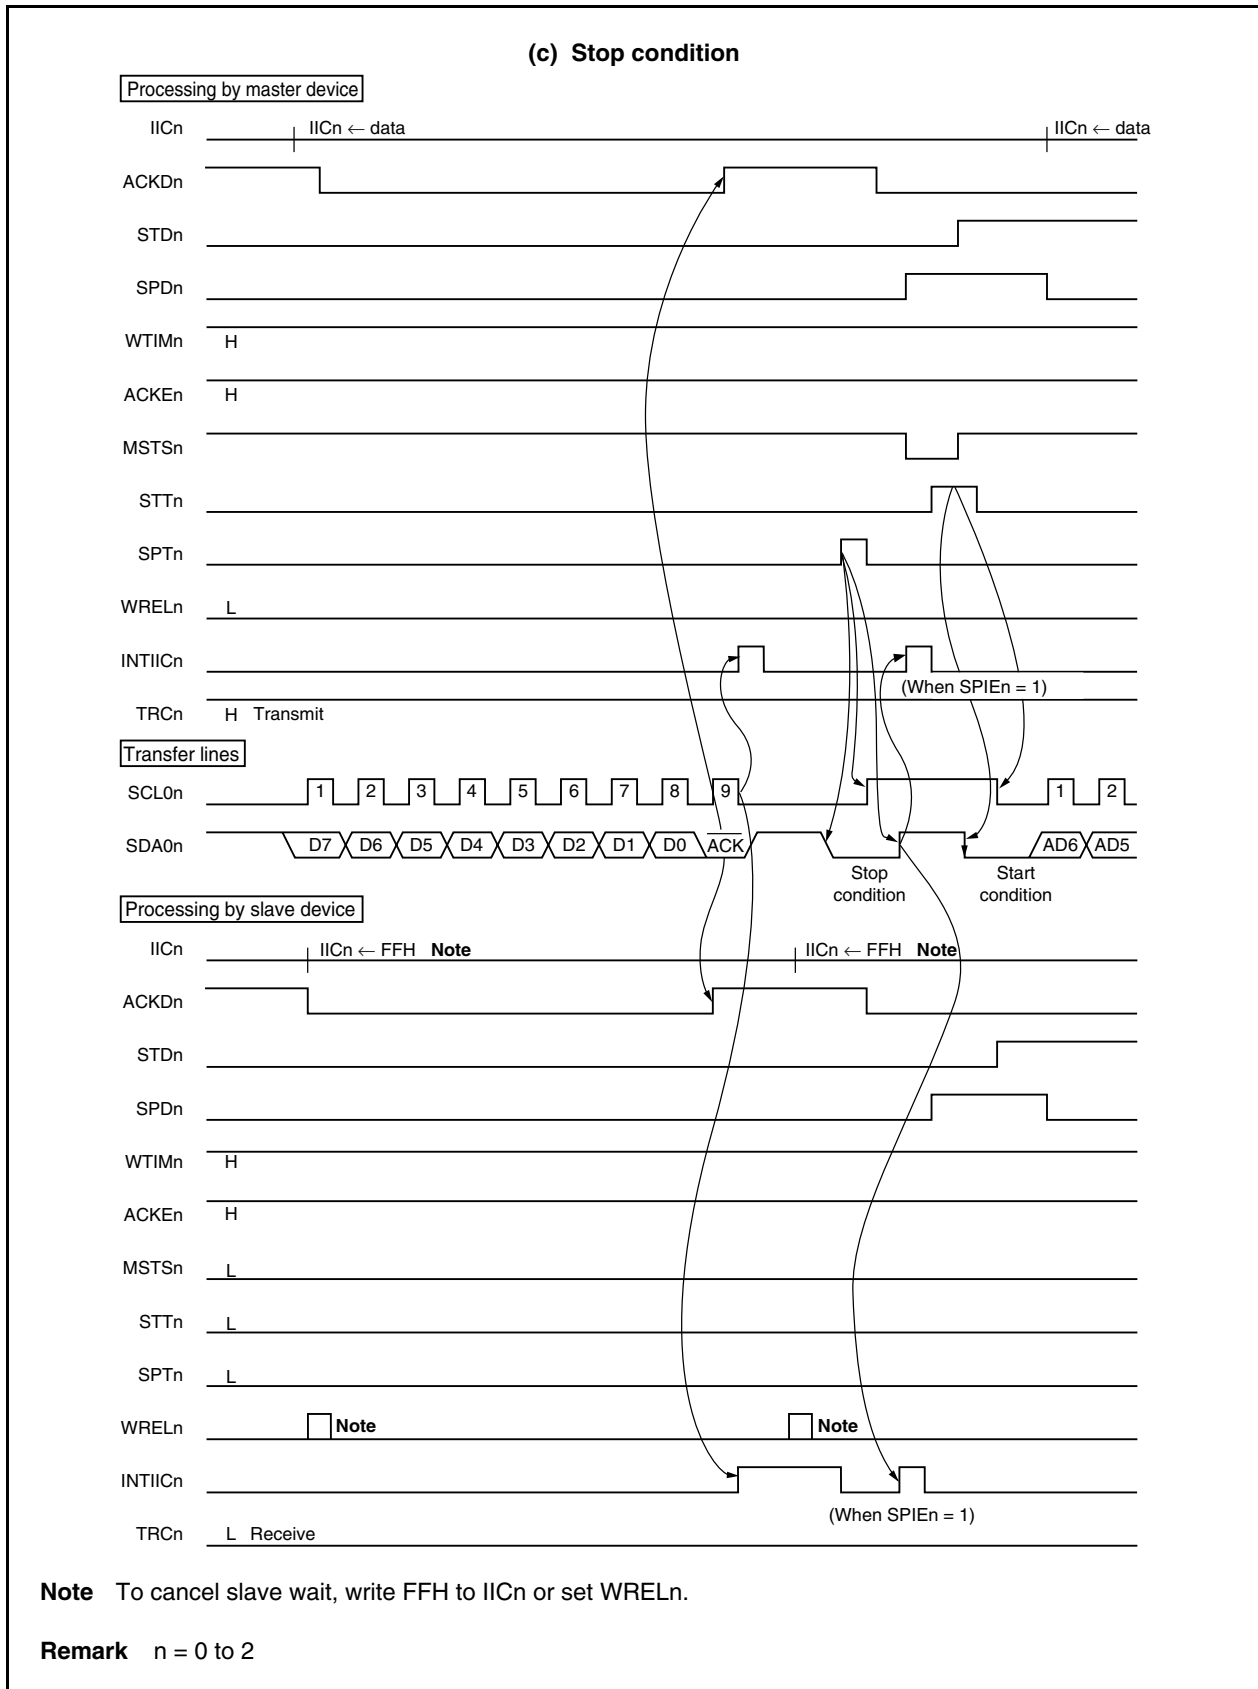 (c) Stop condition
Processing by master device
IICn IICn ← data IICn ← data
ACKDn
STDn
SPDn
WTIMn H
ACKEn H
MSTSn
STTn
SPTn
WRELn L
INTIICn
(When SPIEn = 1)
TRCn H Transmit
Transfer lines
SCL0n 1 2 3 4 5 6 7 8 9 1 2
SDA0n D7 D6 D5 D4 D3 D2 D1 D0 ACK AD6 AD5
Stop condition
Start condition
Processing by slave device
IICn IICn ← FFH Note IICn ← FFH Note
ACKDn
STDn
SPDn
WTIMn H
ACKEn H
MSTSn L
STTn L
SPTn L
WRELn Note Note
INTIICn
(When SPIEn = 1)
TRCn L Receive
Note To cancel slave wait, write FFH to IICn or set WRELn.
Remark n = 0 to 2